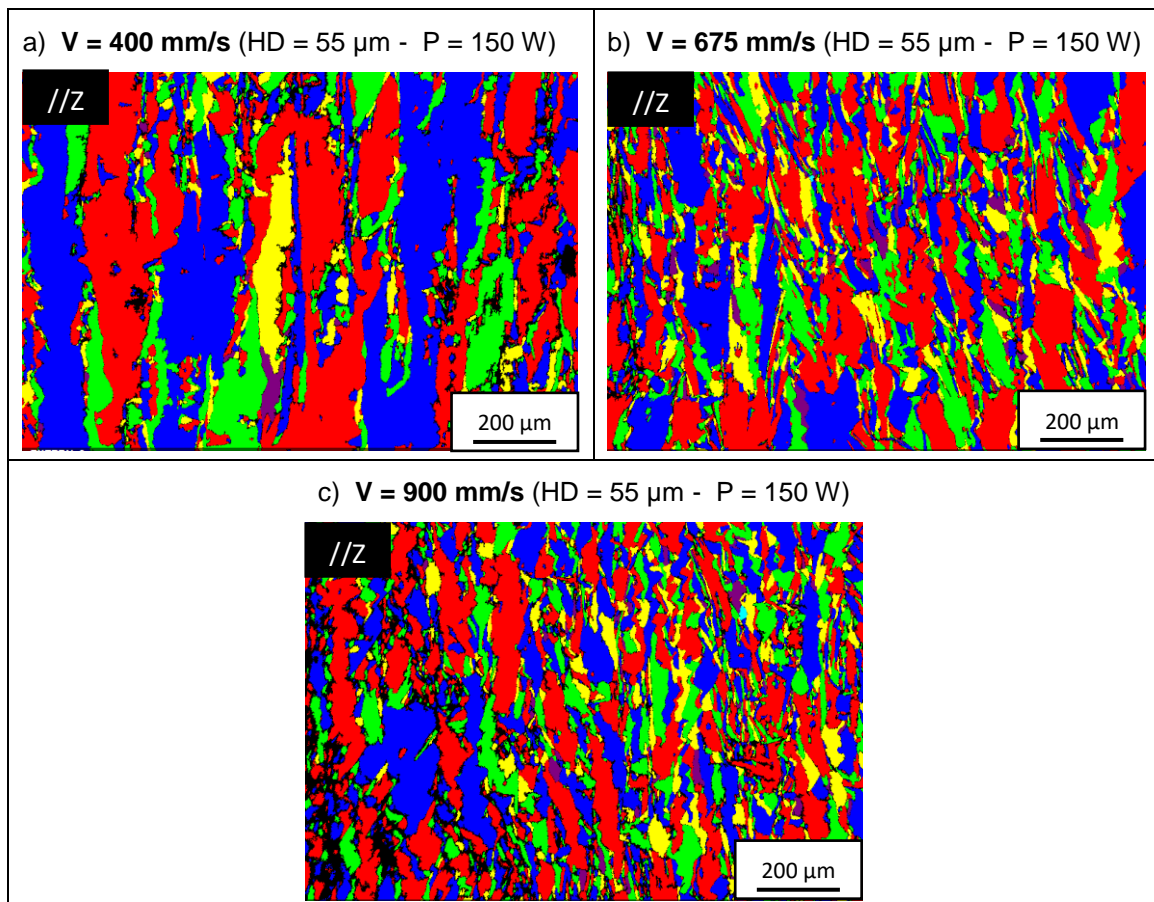 a) V = 400 mm/s (HD = 55 µm - P = 150 W)
//Z
200 µm
b) V = 675 mm/s (HD = 55 µm - P = 150 W)
//Z
200 µm
c) V = 900 mm/s (HD = 55 µm - P = 150 W)
//Z
200 µm